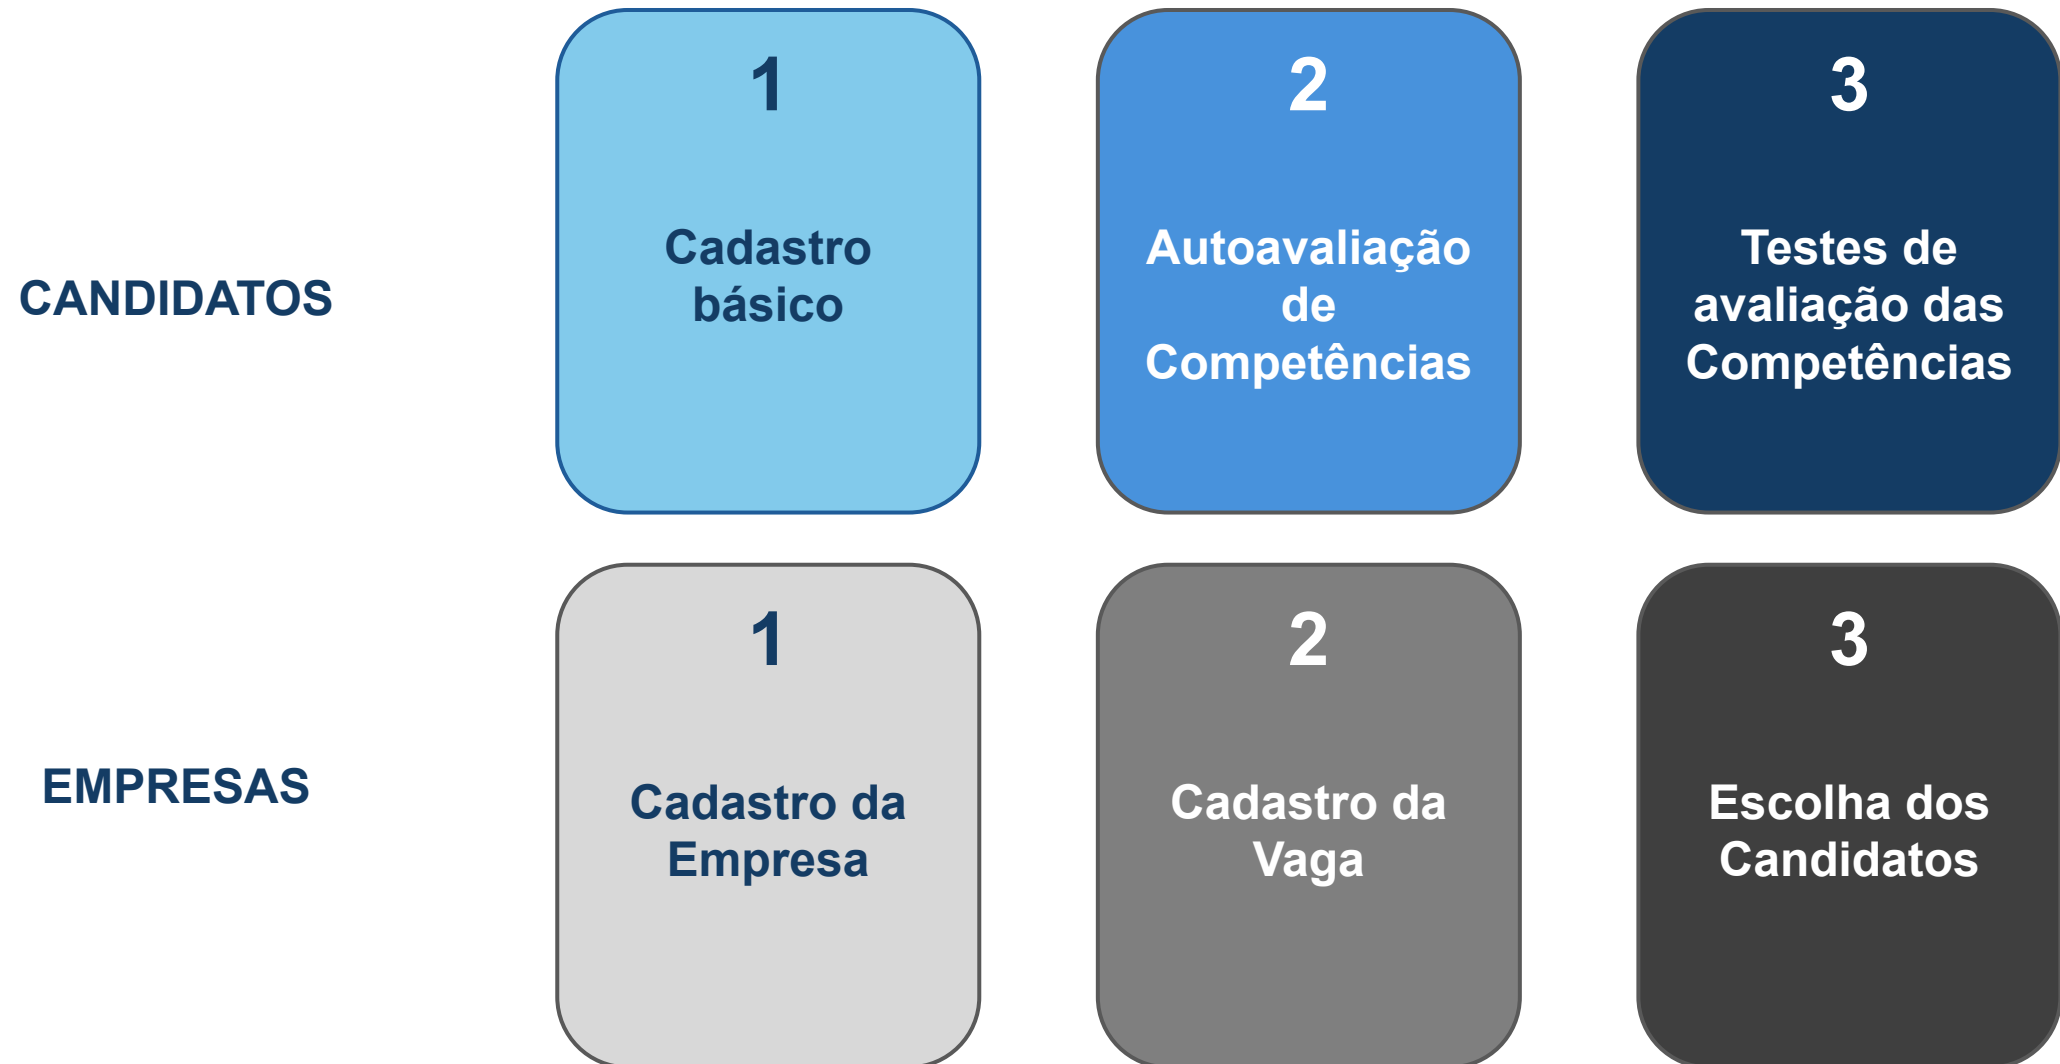 CANDIDATOS
1
Cadastro
básico
2
Autoavaliação
de
Competências
3
Testes de
avaliação das
Competências
EMPRESAS
1
Cadastro da
Empresa
2
Cadastro da
Vaga
3
Escolha dos
Candidatos